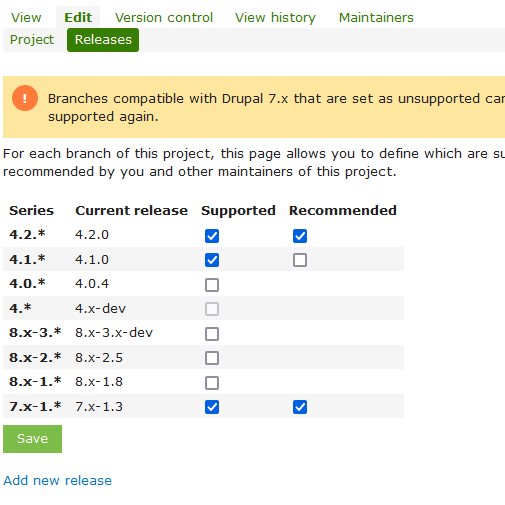 View Edit Version control View history Maintainers
Project Releases
! Branches compatible with Drupal 7.x that are set as unsupported can
supported again.
For each branch of this project, this page allows you to define which are su
recommended by you and other maintainers of this project.
Series Current release Supported Recommended
4.2.* 4.2.0
4.1.* 4.1.0
4.0.* 4.0.4
4.* 4.x-dev
8.x-3.* 8.x-3.x-dev
8.x-2.* 8.x-2.5
8.x-1.* 8.x-1.8
7.x-1.* 7.x-1.3
Save
Add new release